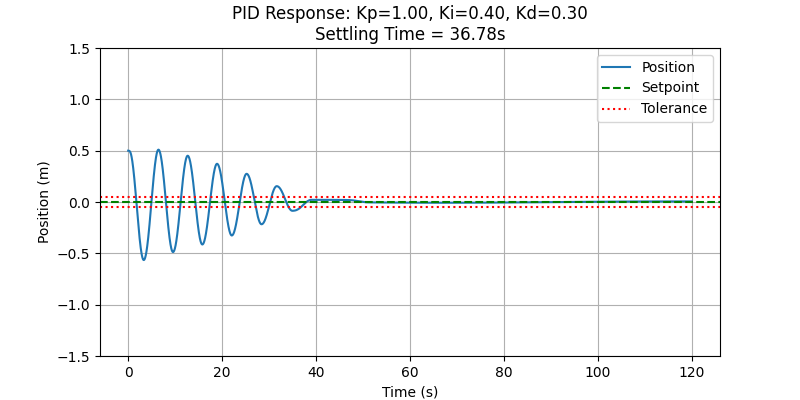 PID Response: Kp=1.00, Ki=0.40, Kd=0.30
Settling Time = 36.78s
Position
Setpoint
Tolerance
Position (m)
1.5
1.0
0.5
0.0
−0.5
−1.0
−1.5
0 20 40 60 80 100 120
Time (s)